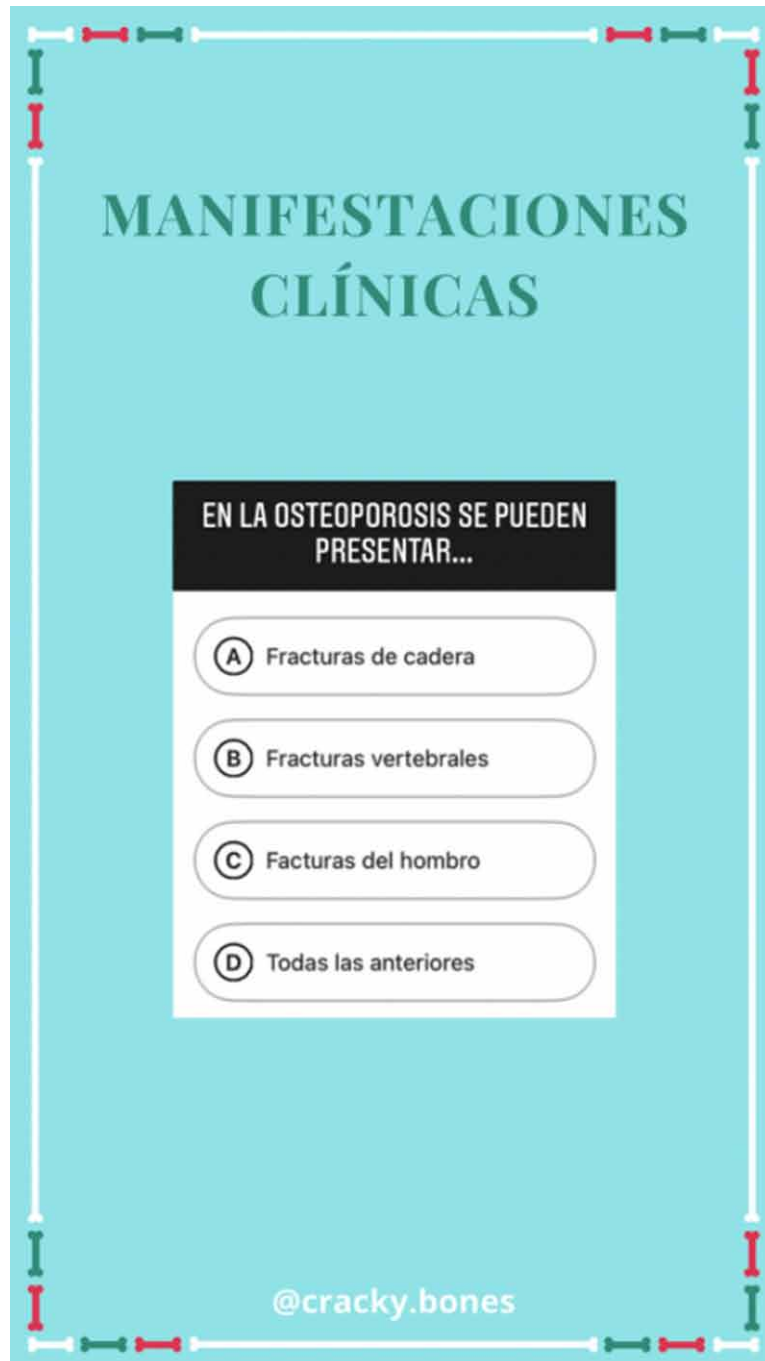 MANIFESTACIONES
CLÍNICAS
EN LA OSTEOPOROSIS SE PUEDEN
PRESENTAR...
A Fracturas de cadera
B Fracturas vertebrales
C Facturas del hombro
D Todas las anteriores
@cracky.bones